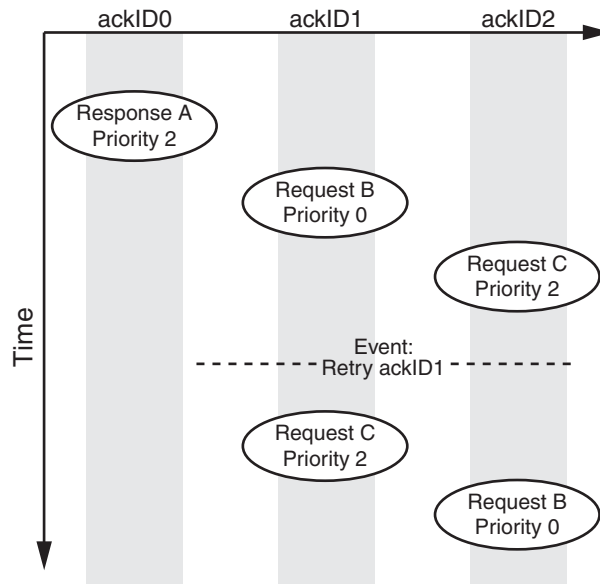 ackID0 ackID1 ackID2
Response A
Priority 2
Request B
Priority 0
Request C
Priority 2
Time
Event:
Retry ackID1
Request C
Priority 2
Request B
Priority 0